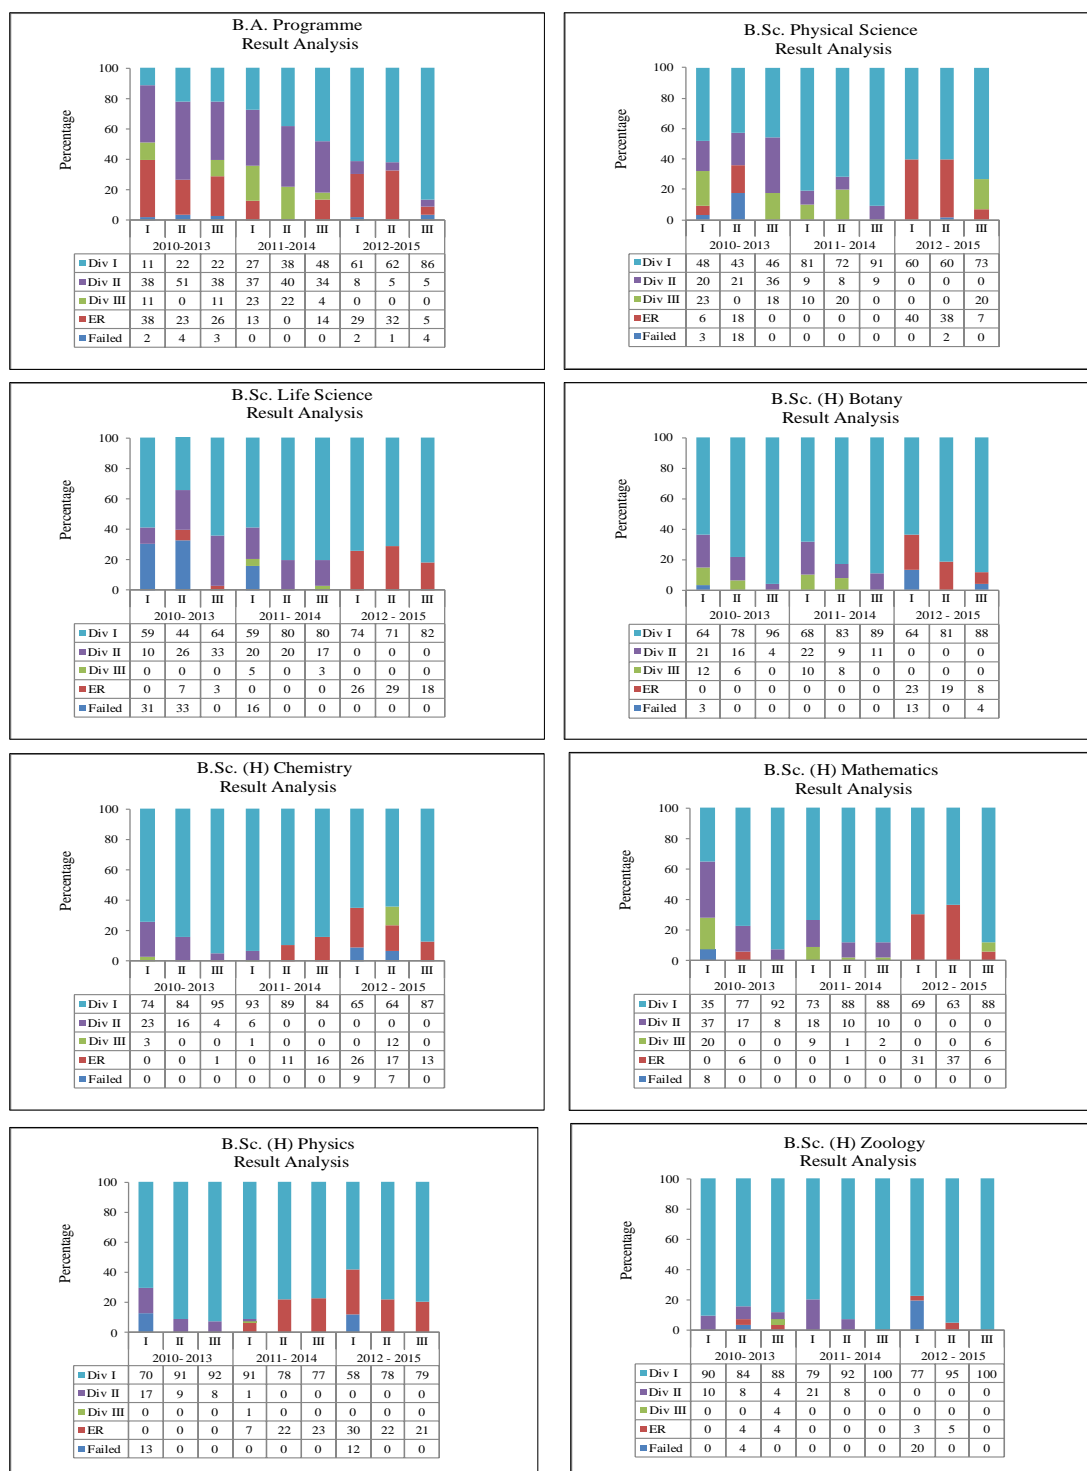 B.A. Programme
Result Analysis
Percentage
100
80
60
40
20
0
I II III I II III I II III
2010-2013 2011-2014 2012-2015
Div I 11 22 22 27 38 48 61 62 86
Div II 38 51 38 37 40 34 8 5 5
Div III 11 0 11 23 22 4 0 0 0
ER 38 23 26 13 0 14 29 32 5
Failed 2 4 3 0 0 0 2 1 4
B.Sc. Physical Science
Result Analysis
Percentage
100
80
60
40
20
0
I II III I II III I II III
2010- 2013 2011- 2014 2012 - 2015
Div I 48 43 46 81 72 91 60 60 73
Div II 20 21 36 9 8 9 0 0 0
Div III 23 0 18 10 20 0 0 0 20
ER 6 18 0 0 0 0 40 38 7
Failed 3 18 0 0 0 0 0 2 0
B.Sc. Life Science
Result Analysis
Percentage
100
80
60
40
20
0
I II III I II III I II III
2010- 2013 2011- 2014 2012 - 2015
Div I 59 44 64 59 80 80 74 71 82
Div II 10 26 33 20 20 17 0 0 0
Div III 0 0 0 5 0 3 0 0 0
ER 0 7 3 0 0 0 26 29 18
Failed 31 33 0 16 0 0 0 0 0
B.Sc. (H) Botany
Result Analysis
Percentage
100
80
60
40
20
0
I II III I II III I II III
2010- 2013 2011- 2014 2012 - 2015
Div I 64 78 96 68 83 89 64 81 88
Div II 21 16 4 22 9 11 0 0 0
Div III 12 6 0 10 8 0 0 0 0
ER 0 0 0 0 0 0 23 19 8
Failed 3 0 0 0 0 0 13 0 4
B.Sc. (H) Chemistry
Result Analysis
Percentage
100
80
60
40
20
0
I II III I II III I II III
2010- 2013 2011- 2014 2012 - 2015
Div I 74 84 95 93 89 84 65 64 87
Div II 23 16 4 6 0 0 0 0 0
Div III 3 0 0 1 0 0 0 12 0
ER 0 0 1 0 11 16 26 17 13
Failed 0 0 0 0 0 0 9 7 0
B.Sc. (H) Mathematics
Result Analysis
Percentage
100
80
60
40
20
0
I II III I II III I II III
2010- 2013 2011- 2014 2012 - 2015
Div I 35 77 92 73 88 88 69 63 88
Div II 37 17 8 18 10 10 0 0 0
Div III 20 0 0 9 1 2 0 0 6
ER 0 6 0 0 1 0 31 37 6
Failed 8 0 0 0 0 0 0 0 0
B.Sc. (H) Physics
Result Analysis
Percentage
100
80
60
40
20
0
I II III I II III I II III
2010- 2013 2011- 2014 2012 - 2015
Div I 70 91 92 91 78 77 58 78 79
Div II 17 9 8 1 0 0 0 0 0
Div III 0 0 0 1 0 0 0 0 0
ER 0 0 0 7 22 23 30 22 21
Failed 13 0 0 0 0 0 12 0 0
B.Sc. (H) Zoology
Result Analysis
Percentage
100
80
60
40
20
0
I II III I II III I II III
2010- 2013 2011- 2014 2012 - 2015
Div I 90 84 88 79 92 100 77 95 100
Div II 10 8 4 21 8 0 0 0 0
Div III 0 0 4 0 0 0 0 0 0
ER 0 4 4 0 0 0 3 5 0
Failed 0 4 0 0 0 0 20 0 0